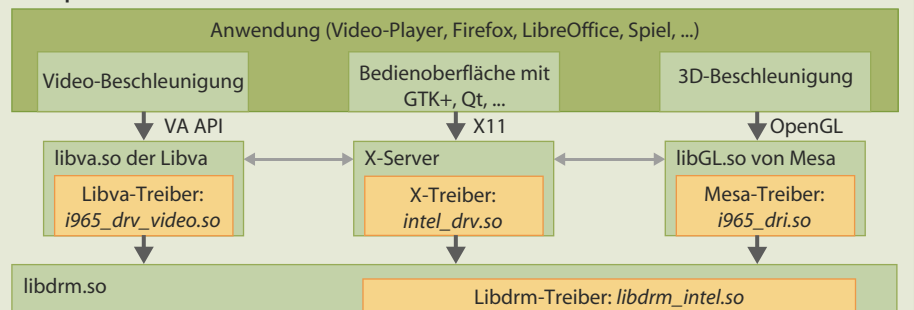 Anwendung (Video-Player, Firefox, LibreOffice, Spiel, ...)
Video-Beschleunigung
Bedienoberfläche mit
GTK+, Qt, ...
3D-Beschleunigung
VA API
X11
OpenGL
libva.so der Libva
X-Server
libGL.so von Mesa
Libva-Treiber:
i965_drv_video.so
X-Treiber:
intel_drv.so
Mesa-Treiber:
i965_dri.so
libdrm.so
Libdrm-Treiber: libdrm_intel.so